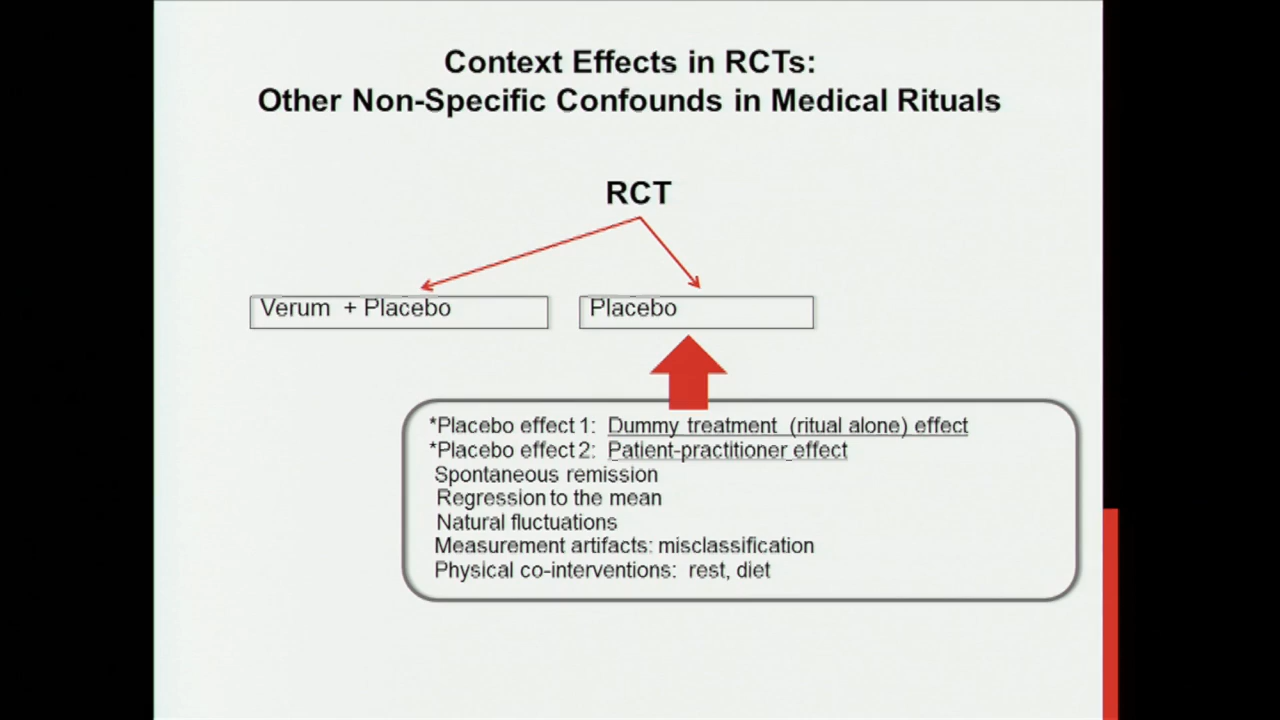 Context Effects in RCTs:
Other Non-Specific Confounds in Medical Rituals
RCT
Verum + Placebo
Placebo
*Placebo effect 1: Dummy treatment (ritual alone) effect
*Placebo effect 2: Patient-practitioner effect
Spontaneous remission
Regression to the mean
Natural fluctuations
Measurement artifacts: misclassification
Physical co-interventions: rest, diet